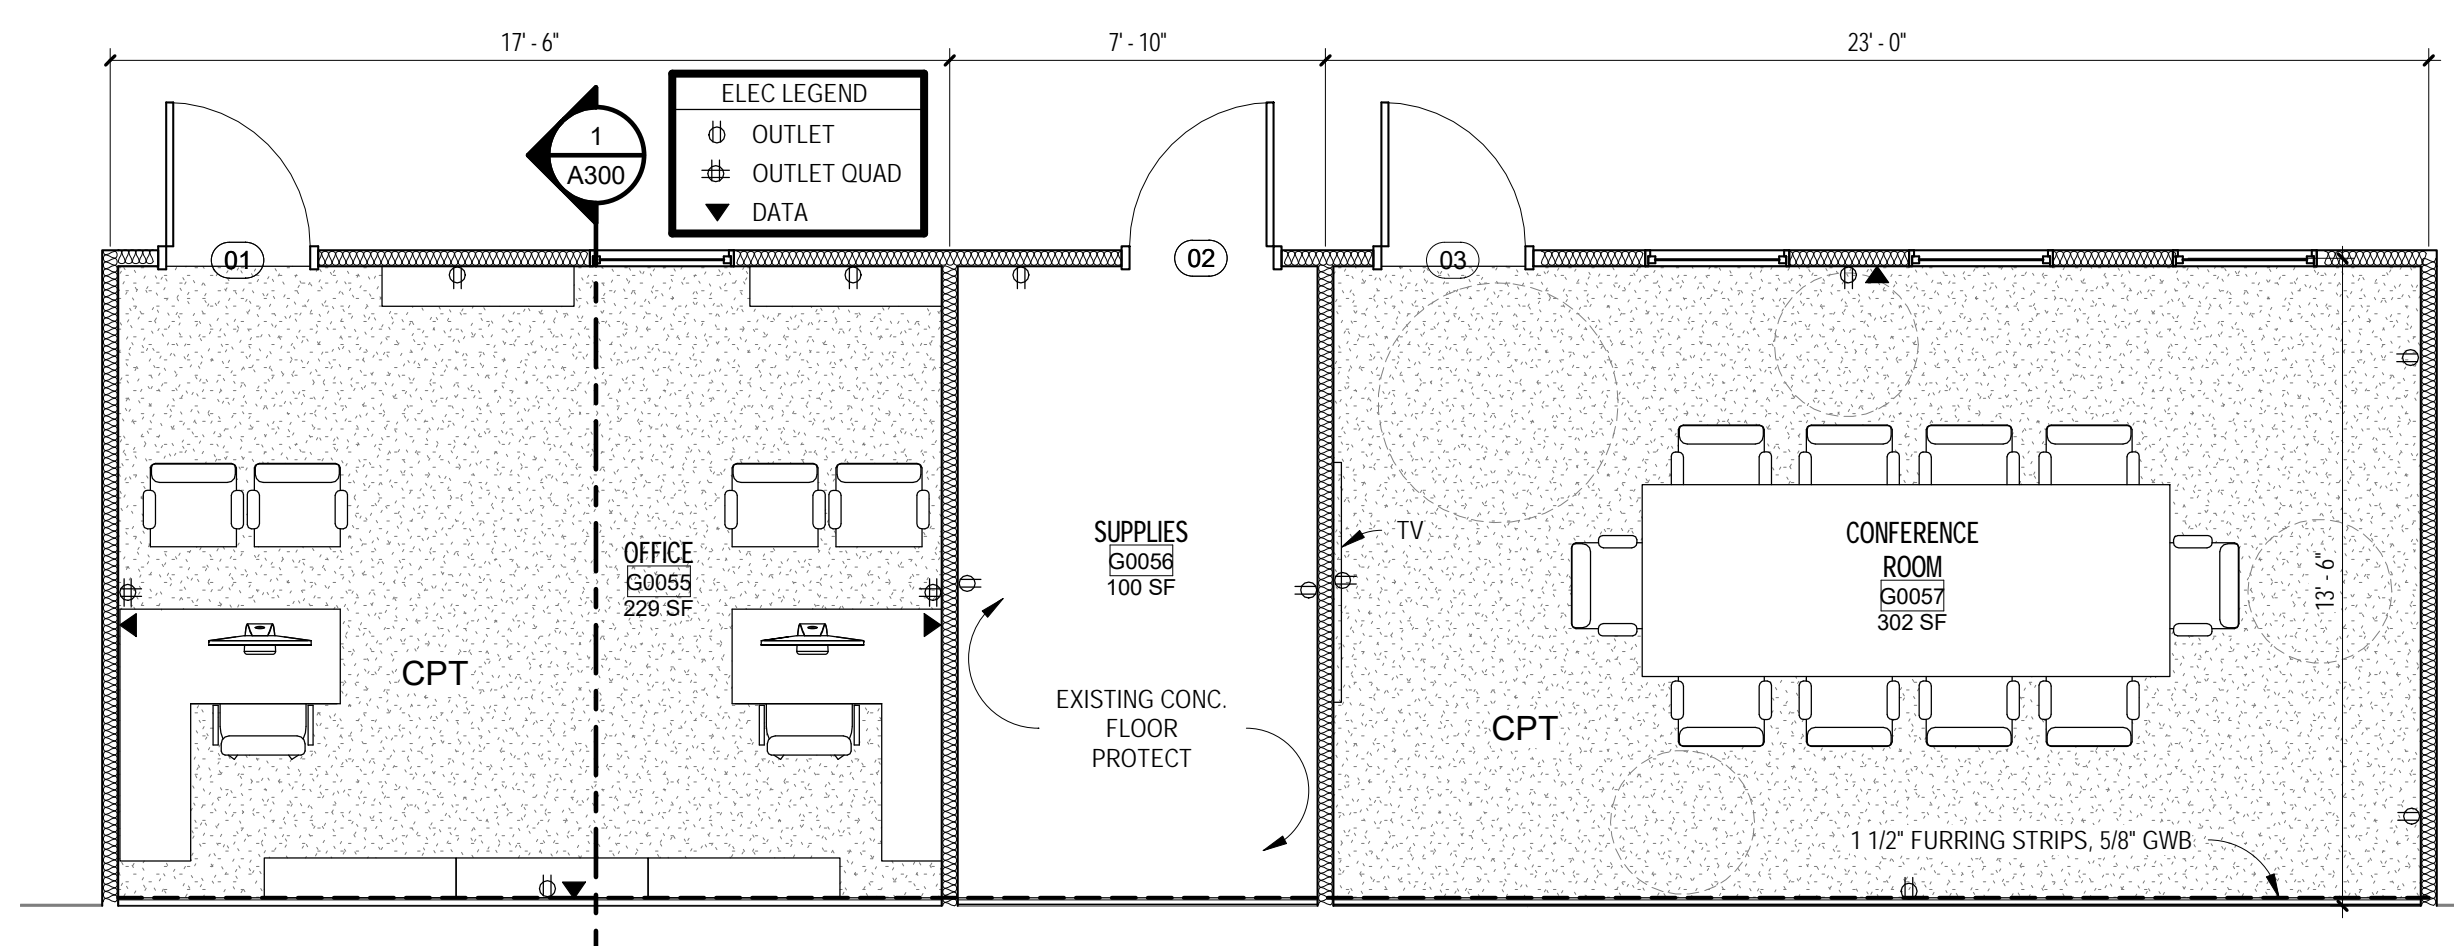 17' - 6"
7' - 10"
23' - 0"
1
A300
ELEC LEGEND
OUTLET
OUTLET QUAD
DATA
01
02
03
OFFICE
G0055
229 SF
CPT
SUPPLIES
G0056
100 SF
EXISTING CONC.
FLOOR
PROTECT
TV
CONFERENCE
ROOM
G0057
302 SF
CPT
13' - 6"
1 1/2" FURRING STRIPS, 5/8" GWB